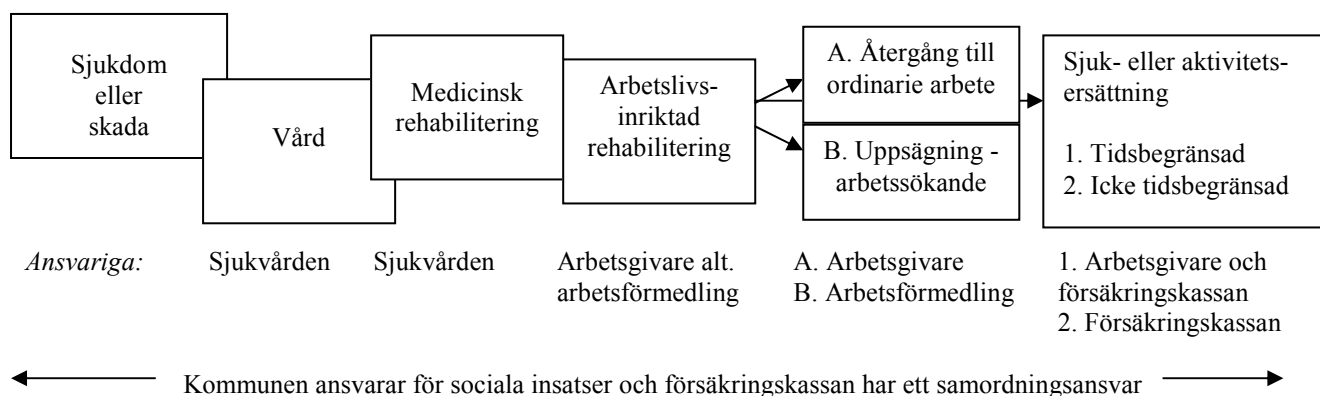 Sjukdom
eller
skada
Vård
Medicinsk
rehabilitering
Arbetslivs-
inriktad
rehabilitering
A. Återgång till
ordinarie arbete
B. Uppsägning -
arbetssökande
Sjuk- eller aktivitets-
ersättning
1. Tidsbegränsad
2. Icke tidsbegränsad
Ansvariga:
Sjukvården
Sjukvården
Arbetsgivare alt.
arbetsförmedling
A. Arbetsgivare
B. Arbetsförmedling
1. Arbetsgivare och
försäkringskassan
2. Försäkringskassan
Kommunen ansvarar för sociala insatser och försäkringskassan har ett samordningsansvar